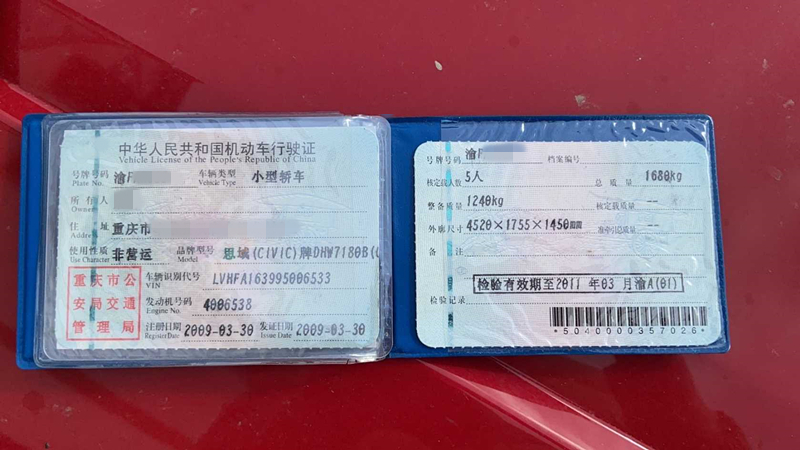 中华人民共和国机动车行驶证
Vehicle License of the People's Republic of China
号牌号码 渝 车辆类型 小型轿车
Plate No. Vehicle Type
所有人
Owner
住址 重庆市
Address
使用性质 非营运 品牌型号 思域(CIVIC)牌DHW7180B(
Use Character
重庆市公
安局交通
管理局
车辆识别代号 LVHFA163995006533
发动机号码 4006538
Engine No.
注册日期 2009-03-30 发证日期 2009-03-30
Register Date Issue Date
号牌号码 渝 档案编号
核定载人数 5人 总质量 1680kg
整备质量 1240kg 核定载质量 --
外廓尺寸 4520×1755×1450 准牵引总质量 --
备注
检验有效期至2011年03月渝A(01)
检验记录
*5040000357026*